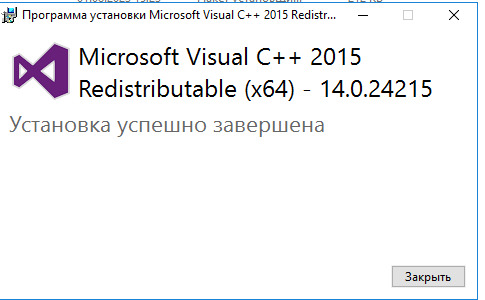 Программа установки Microsoft Visual C++ 2015 Redistr...
Microsoft Visual C++ 2015
Redistributable (x64) - 14.0.24215
Установка успешно завершена
Закрыть